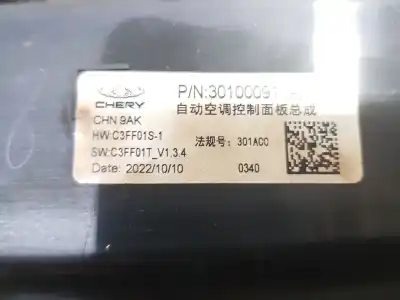 CHERY
P/N:3010009
自动空调控制面板总成
CHN 9AK
HW:C3FF01S-1
法规号: 301AC0
SW:C3FF01T_V1.3.4
Date: 2022/10/10
0340